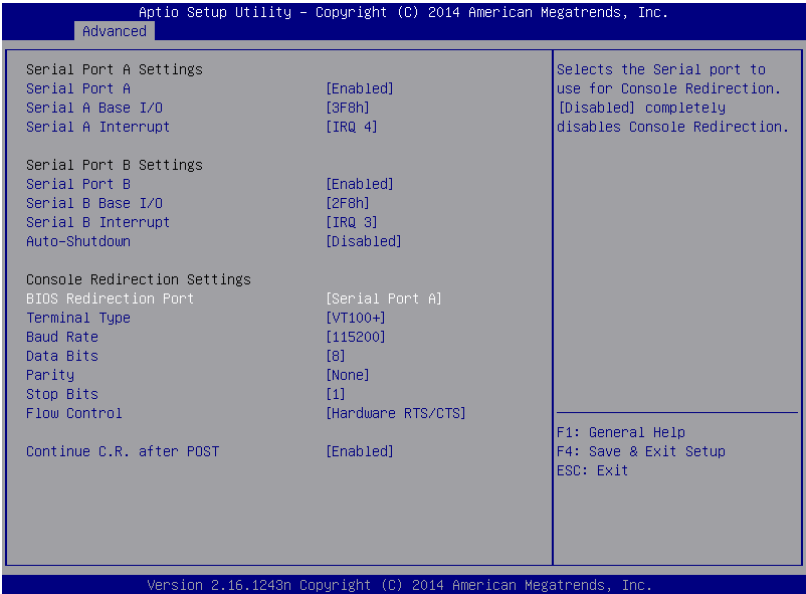 Aptio Setup Utility – Copyright (C) 2014 American Megatrends, Inc.
Advanced
Serial Port A Settings
Serial Port A [Enabled]
Serial A Base I/O [3F8h]
Serial A Interrupt [IRQ 4]
Serial Port B Settings
Serial Port B [Enabled]
Serial B Base I/O [2F8h]
Serial B Interrupt [IRQ 3]
Auto-Shutdown [Disabled]
Console Redirection Settings
BIOS Redirection Port [Serial Port A]
Terminal Type [VT100+]
Baud Rate [115200]
Data Bits [8]
Parity [None]
Stop Bits [1]
Flow Control [Hardware RTS/CTS]
Continue C.R. after POST [Enabled]
Selects the Serial port to
use for Console Redirection.
[Disabled] completely
disables Console Redirection.
F1: General Help
F4: Save & Exit Setup
ESC: Exit
Version 2.16.1243n Copyright (C) 2014 American Megatrends, Inc.